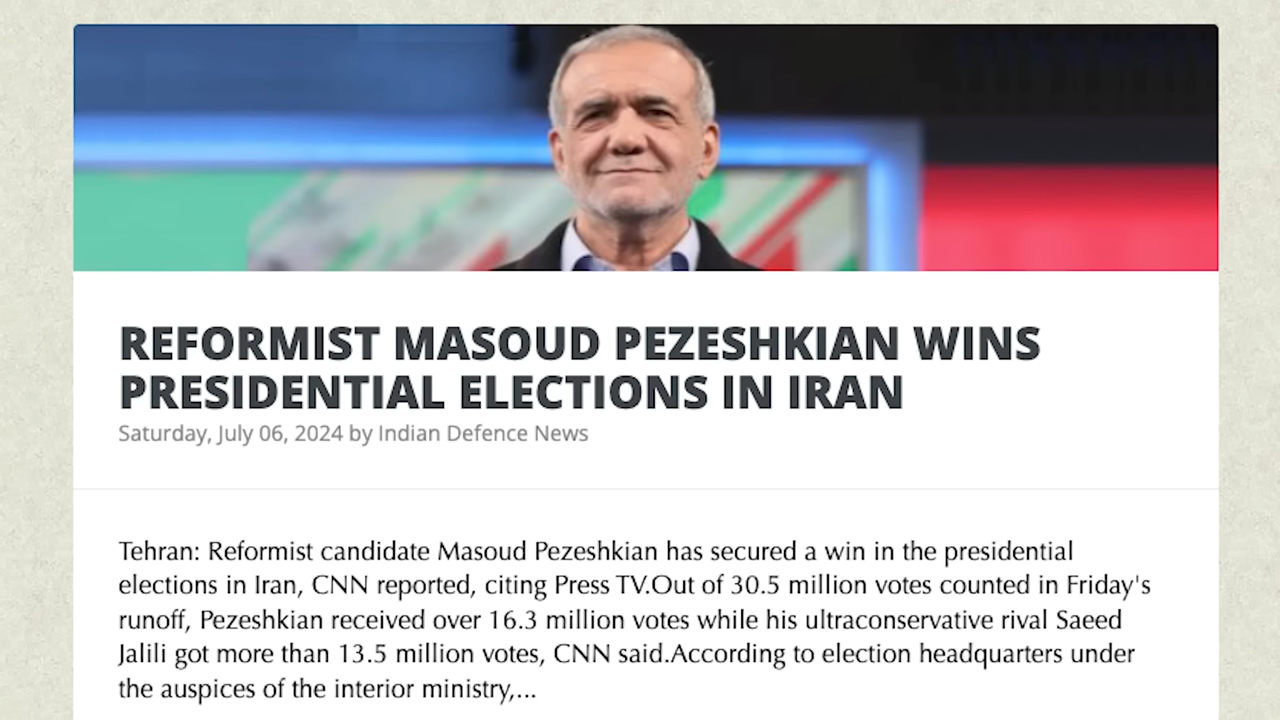 REFORMIST MASOUD PEZESHKIAN WINS
PRESIDENTIAL ELECTIONS IN IRAN
Saturday, July 06, 2024 by Indian Defence News
Tehran: Reformist candidate Masoud Pezeshkian has secured a win in the presidential
elections in Iran, CNN reported, citing Press TV.Out of 30.5 million votes counted in Friday's
runoff, Pezeshkian received over 16.3 million votes while his ultraconservative rival Saeed
Jalili got more than 13.5 million votes, CNN said.According to election headquarters under
the auspices of the interior ministry,...